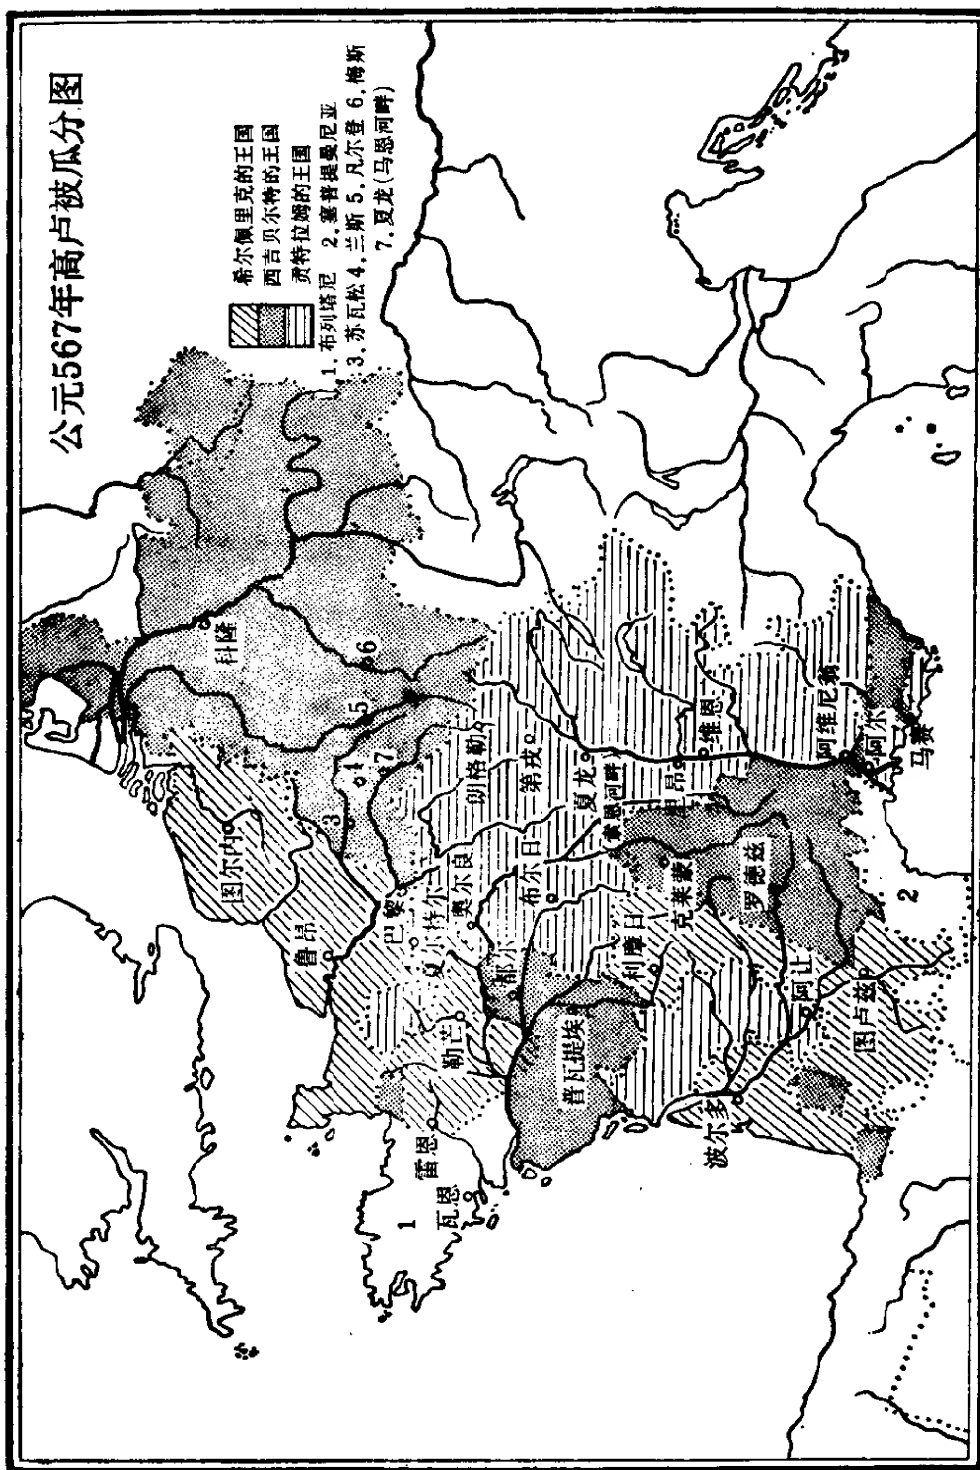 公元567年高卢被瓜分图
希尔佩里克的王国
西吉贝尔特的王国
贡特拉姆的王国
1.布列塔尼 2.塞普提曼尼亚
3.苏瓦松 4.兰斯 5.凡尔登 6.梅斯
7.夏龙(马恩河畔)
科隆
6
5
4
7
3
图尔内
鲁昂
巴黎
夏尔特尔
奥尔良
朗格勒
第戎
夏龙
索恩河畔
布尔日
都尔
勒芒
雷恩
瓦恩
1
普瓦提埃
利摩日
克莱蒙
里昂
维恩
罗德兹
阿维尼翁
阿尔
马赛
2
阿让
图卢兹
波尔多